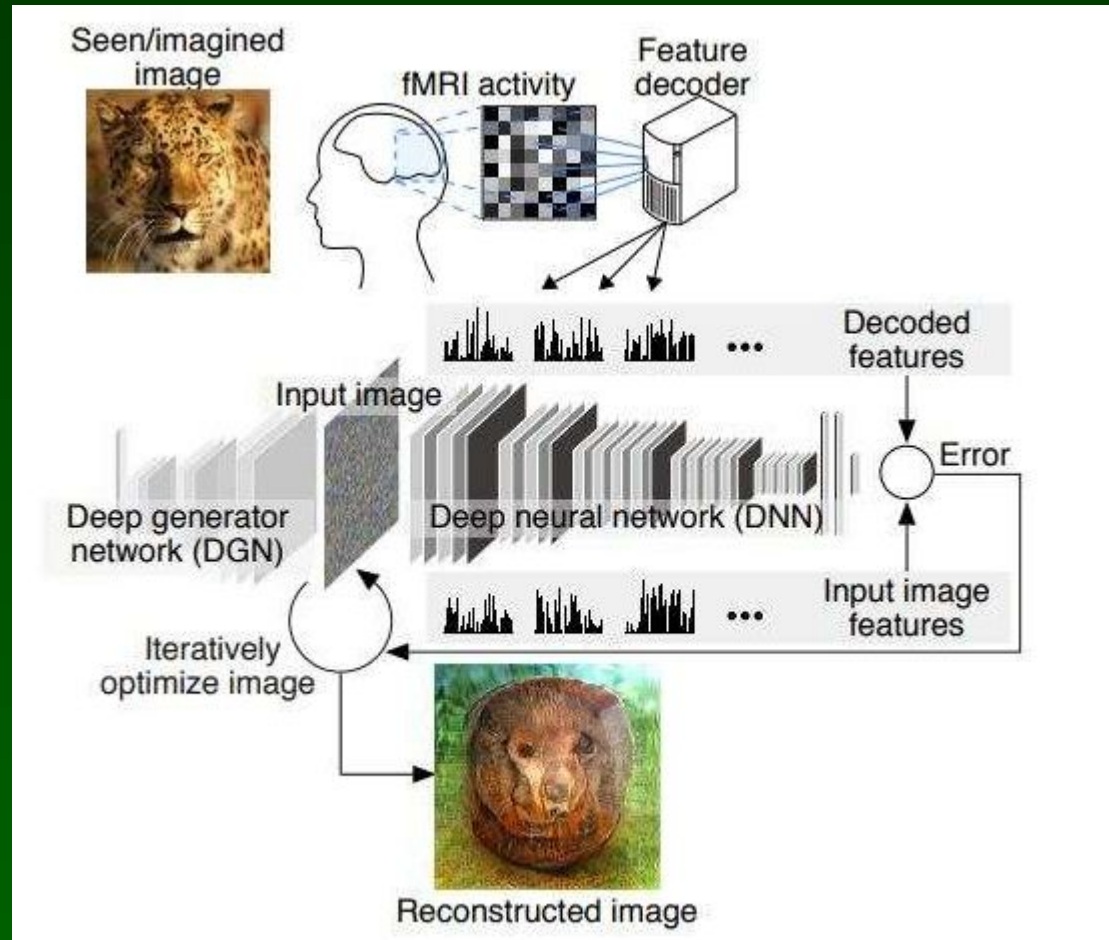 Seen/imagined
image
fMRI activity
Feature
decoder
Decoded
features
Input image
Error
Deep generator
network (DGN)
Deep neural network (DNN)
Input image
features
Iteratively
optimize image
Reconstructed image